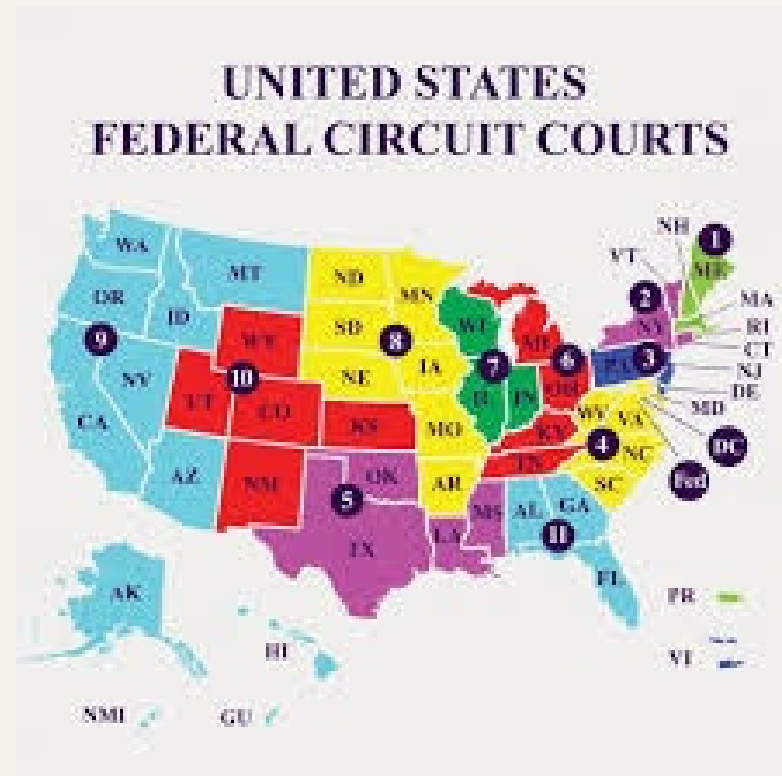 UNITED STATES
FEDERAL CIRCUIT COURTS
NH
1
WA
VT
ME
MT
ND
MN
2
MA
OR
ID
SD
WI
NY
RI
9
8
MI
CT
WY
7
6
PA
3
NJ
NV
10
NE
IA
IL
IN
OH
DE
UT
CO
WV
VA
MD
CA
KS
MO
KY
4
DC
NC
AZ
NM
OK
AR
TN
SC
Fed
5
MS
AL
GA
TX
LA
11
FL
AK
PR
HI
VI
NMI
GU